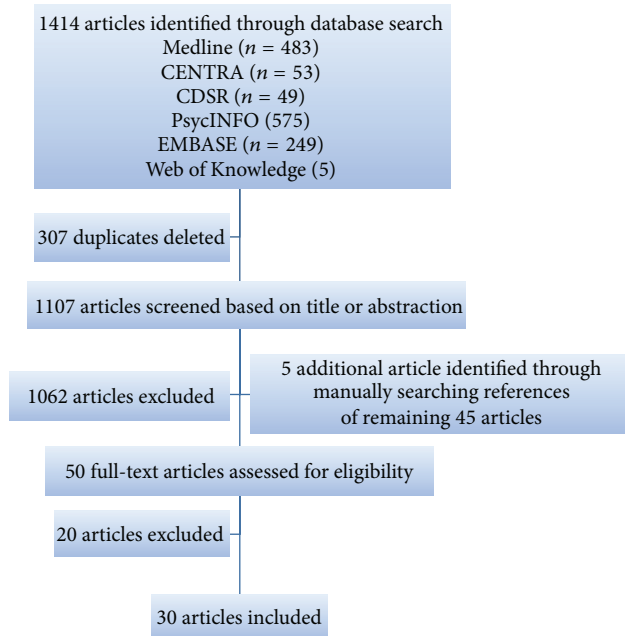 1414 articles identified through database search
Medline (n = 483)
CENTRA (n = 53)
CDSR (n = 49)
PsycINFO (575)
EMBASE (n = 249)
Web of Knowledge (5)
307 duplicates deleted
1107 articles screened based on title or abstraction
1062 articles excluded
5 additional article identified through
manually searching references
of remaining 45 articles
50 full-text articles assessed for eligibility
20 articles excluded
30 articles included